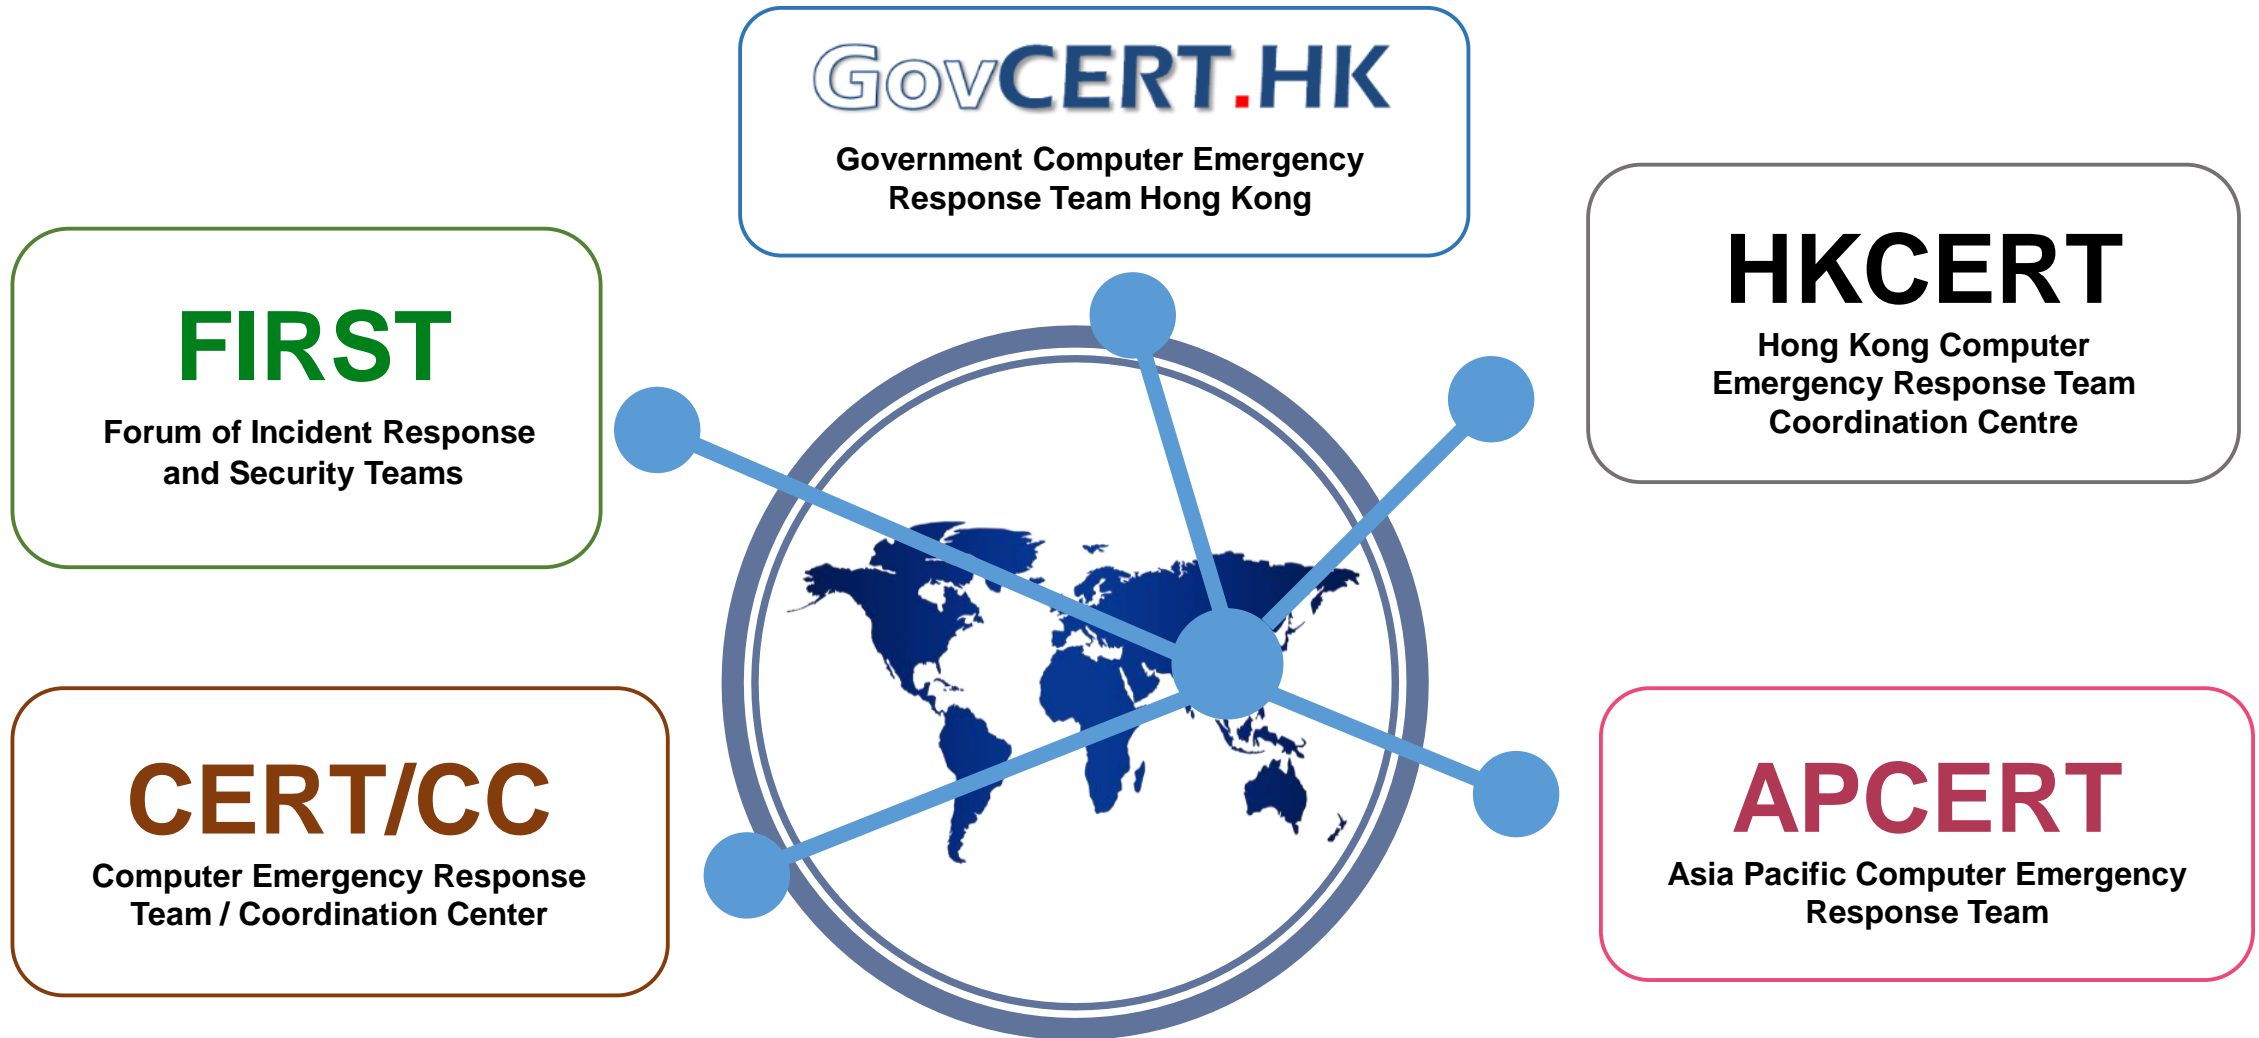 GovCERT.HK
Government Computer Emergency
Response Team Hong Kong
FIRST
Forum of Incident Response
and Security Teams
HKCERT
Hong Kong Computer
Emergency Response Team
Coordination Centre
CERT/CC
Computer Emergency Response
Team / Coordination Center
APCERT
Asia Pacific Computer Emergency
Response Team